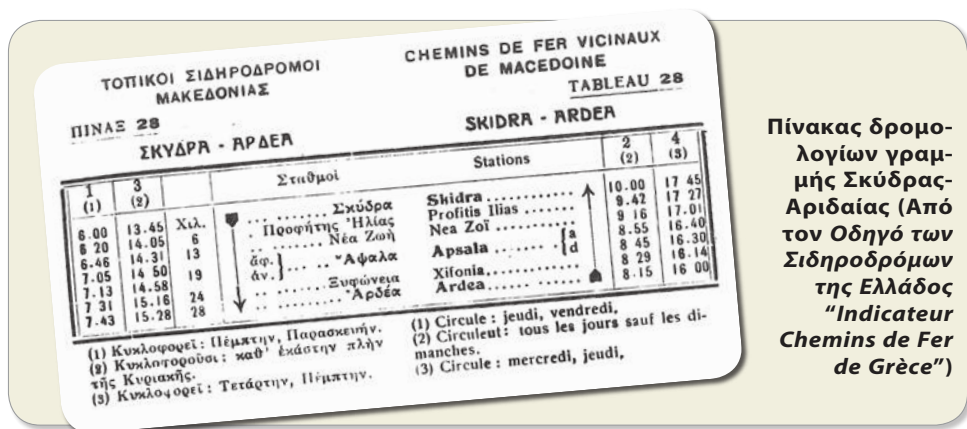 ΤΟΠΙΚΟΙ ΣΙΔΗΡΟΔΡΟΜΟΙ
ΜΑΚΕΔΟΝΙΑΣ
ΠΙΝΑΞ 28
ΣΚΥΔΡΑ - ΑΡΔΕΑ
CHEMINS DE FER VICINAUX
DE MACEDOINE
TABLEAU 28
SKIDRA - ARDEA
1 3 Σταθμοί Stations 2 4
(1) (2) (2) (3)
6.00 13.45 Χιλ. Σκύδρα Skidra 10.00 17 45
6 20 14.05 6 Προφήτης Ἠλίας Profitis Ilias 9.42 17 27
6.46 14.31 13 Νέα Ζωὴ Nea Zoï 9 16 17.01
7.05 14 50 ἄφ. Ἄψαλα Apsala a 8.55 16.40
7.13 14.58 19 ἀν. d 8 45 16.30
7 31 15.16 24 Ξυφώνεια Xifonia 8 29 16.14
7.43 15.28 28 Ἀρδέα Ardea 8.15 16 00
(1) Κυκλοφορεῖ: Πέμπτην, Παρασκευήν.
(2) Κυκλοφοροῦσι: καθ' ἑκάστην πλὴν
τῆς Κυριακῆς.
(3) Κυκλοφορεῖ: Τετάρτην, Πέμπτην.
(1) Circule: jeudi, vendredi,
(2) Circulent: tous les jours sauf les di-
manches.
(3) Circule: mercredi, jeudi,
Πίνακας δρομο-
λογίων γραμ-
μής Σκύδρας-
Αριδαίας (Από
τον Οδηγό των
Σιδηροδρόμων
της Ελλάδος
"Indicateur
Chemins de Fer
de Grèce")